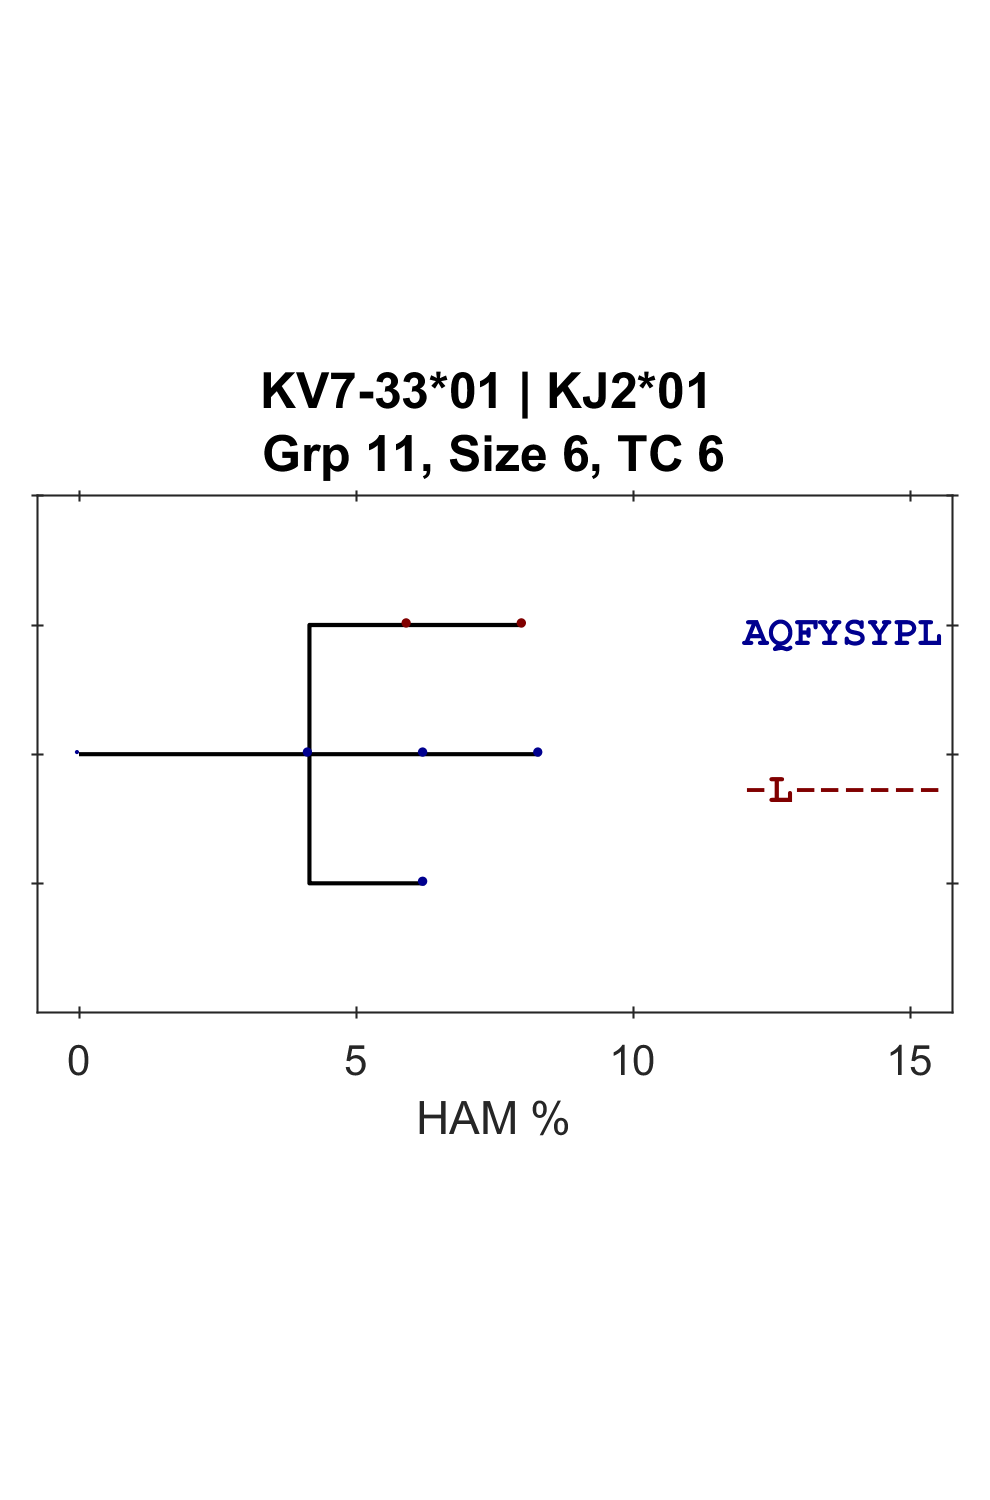 KV7-33*01 | KJ2*01
Grp 11, Size 6, TC 6
AQFYSYPL
-L------
0 5 10 15
HAM %